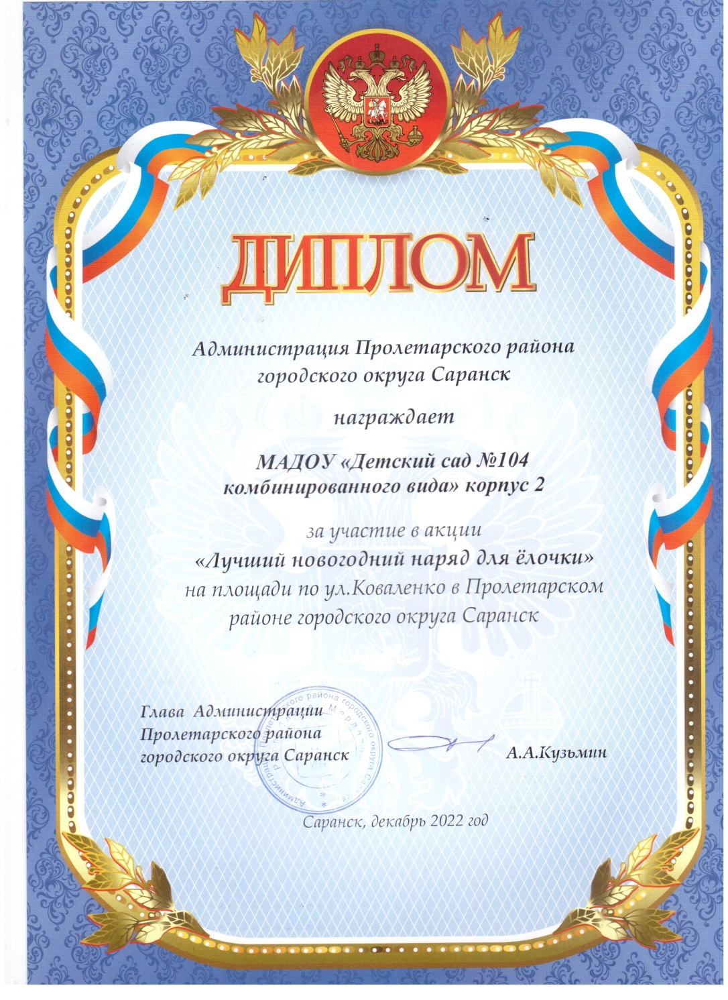 ДИПЛОМ
Администрация Пролетарского района
городского округа Саранск
награждает
МАДОУ «Детский сад №104
комбинированного вида» корпус 2
за участие в акции
«Лучший новогодний наряд для ёлочки»
на площади по ул.Коваленко в Пролетарском
районе городского округа Саранск
Глава Администрации
Пролетарского района
городского округа Саранск
А.А.Кузьмин
Администрация Пролетарского района городского округа Саранск
Саранск, декабрь 2022 год